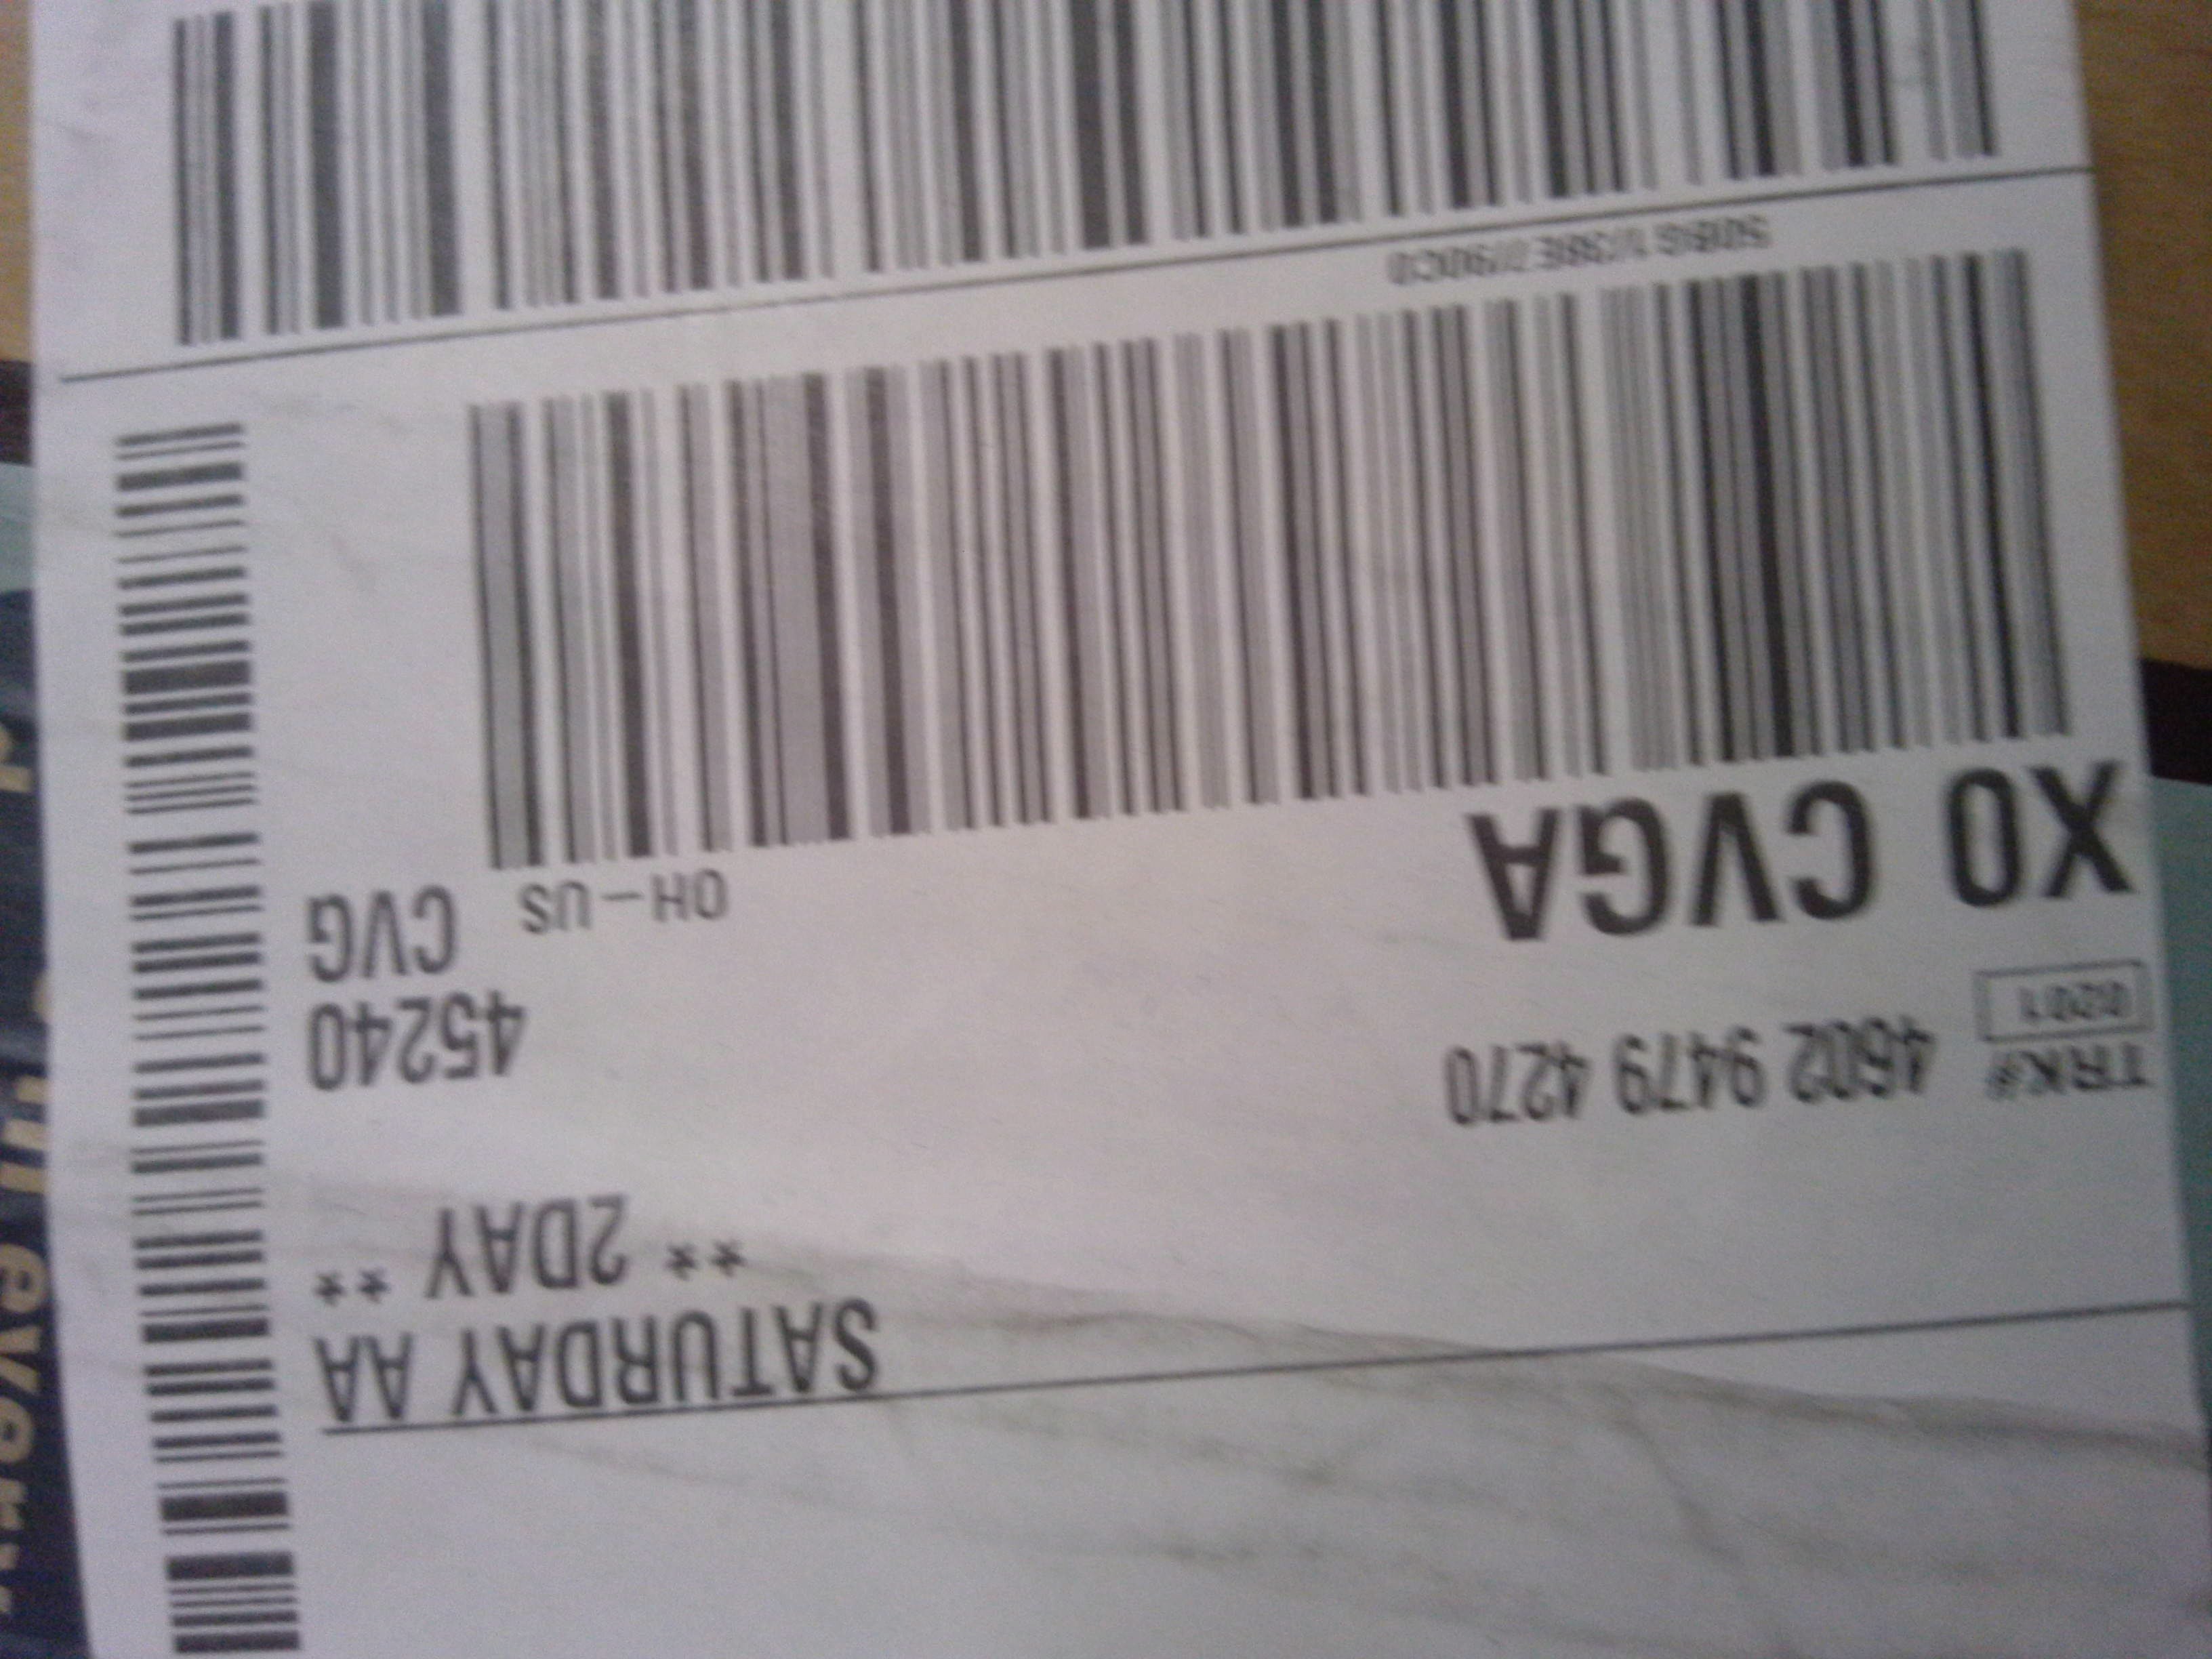 SATURDAY AA
** 2DAY **
TRK# 4602 9479 4270
0201
45240
XO CVGA
OH-US CVG